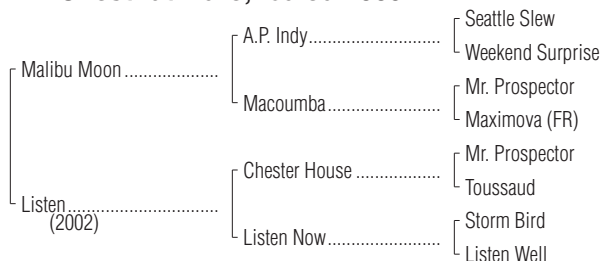 Seattle Slew
A.P. Indy
Weekend Surprise
Malibu Moon
Mr. Prospector
Macoumba
Maximova (FR)
Mr. Prospector
Chester House
Toussaud
Listen
(2002)
Storm Bird
Listen Now
Listen Well